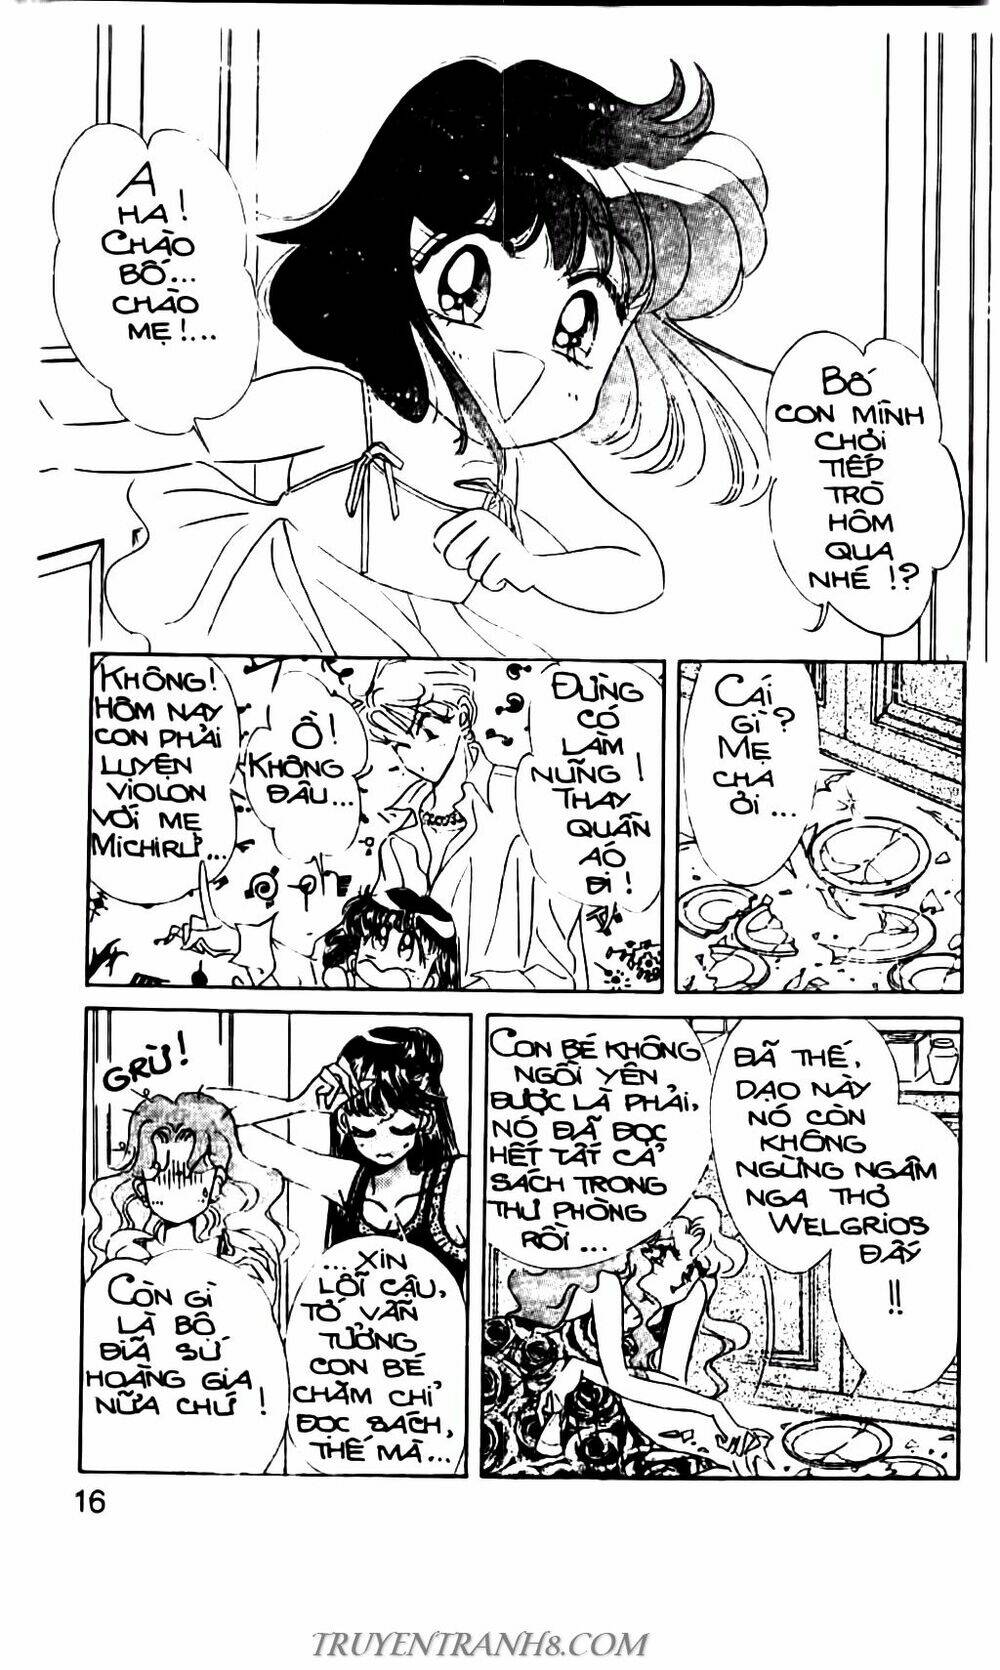 A
HA!
CHÀO
BỐ...
CHÀO
MẸ!...
BỐ
CON MÌNH
CHƠI
TIẾP
TRÒ
HÔM
QUA
NHÉ!?
KHÔNG!
HÔM NAY
CON PHẢI
LUYỆN
VIOLON
VỚI MẸ
MICHIRU...
Ồ!
KHÔNG
ĐÂU...
ĐỪNG
CÓ
LÀM
NŨNG!
THAY
QUẦN
ÁO
ĐI!
CÁI
GÌ?
MẸ
CHA
ƠI...
GRỪ!
CÒN GÌ
LÀ BỘ
ĐĨA SỨ
HOÀNG GIA
NỮA CHỨ!
...XIN
LỖI CẬU,
TỚ VẪN
TƯỞNG
CON BÉ
CHĂM CHỈ
ĐỌC SÁCH,
THẾ MÀ...
CON BÉ KHÔNG
NGỒI YÊN
ĐƯỢC LÀ PHẢI,
NÓ ĐÃ ĐỌC
HẾT TẤT CẢ
SÁCH TRONG
THƯ PHÒNG
RỒI...
ĐÃ THẾ,
DẠO NÀY
NÓ CÒN
KHÔNG
NGỪNG NGÂM
NGA THƠ
WELGRIOS
ĐẤY
!!
16
TRUYENTRANH8.COM